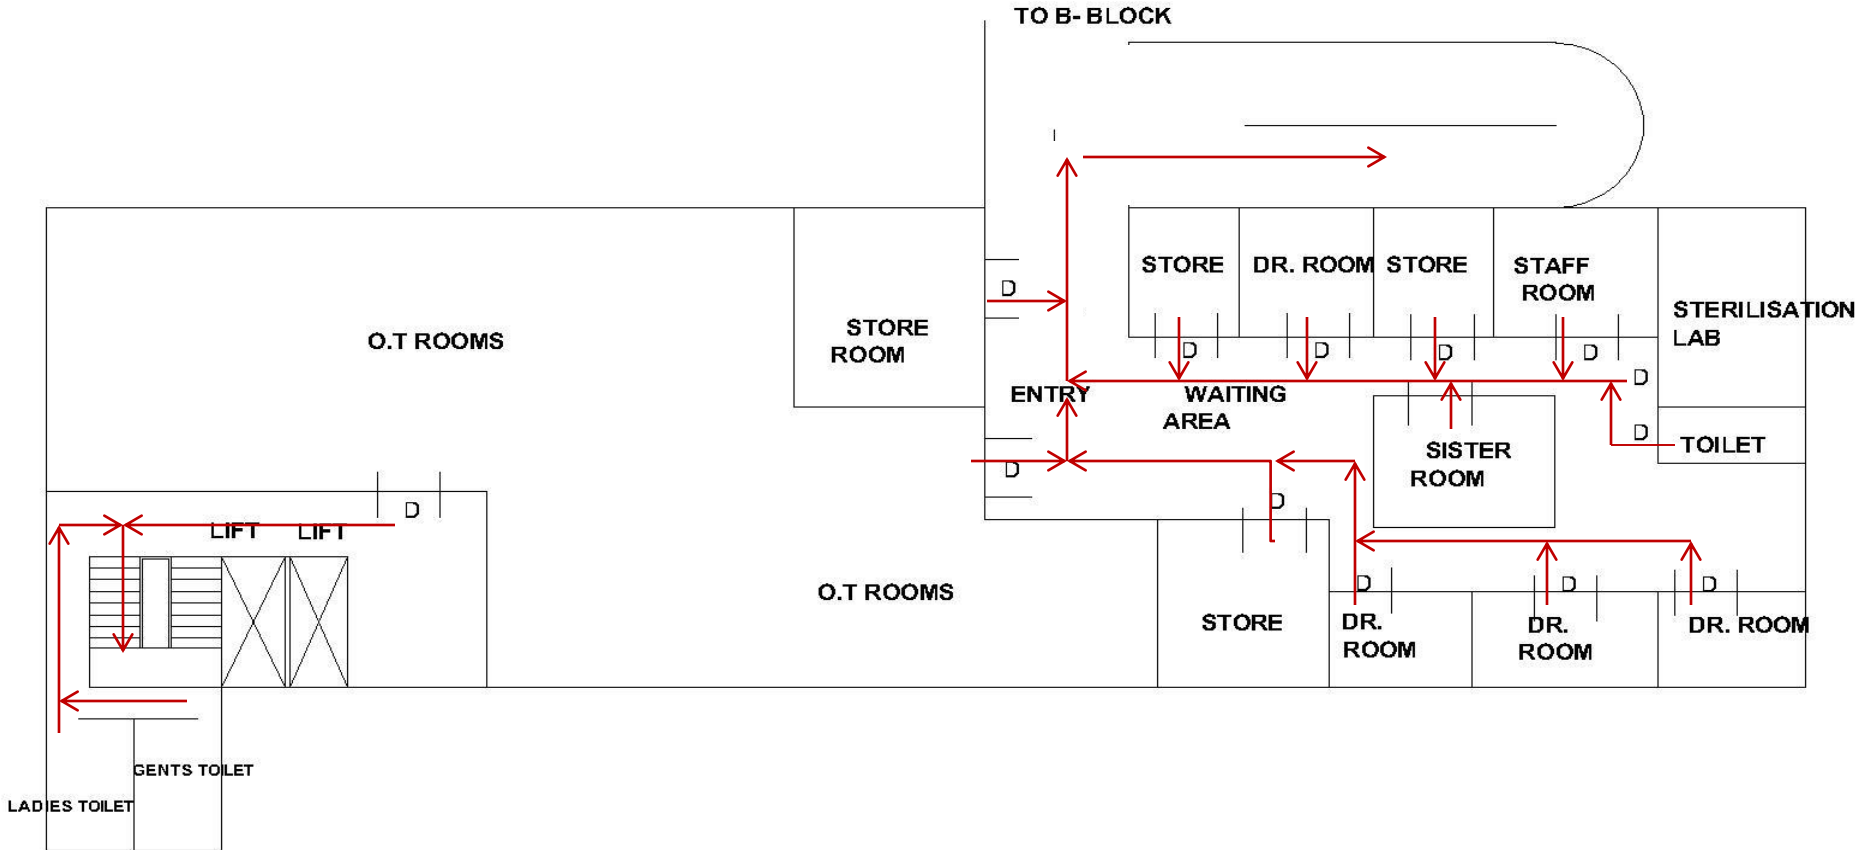 TO B- BLOCK
STORE
DR. ROOM
STORE
STAFF
ROOM
D
STERILISATION
LAB
O.T ROOMS
STORE
ROOM
D
D
D
D
D
ENTRY
WAITING
AREA
D
TOILET
SISTER
ROOM
D
D
D
LIFT
LIFT
D
D
D
O.T ROOMS
STORE
DR.
ROOM
DR.
ROOM
DR. ROOM
GENTS TOILET
LADIES TOILET